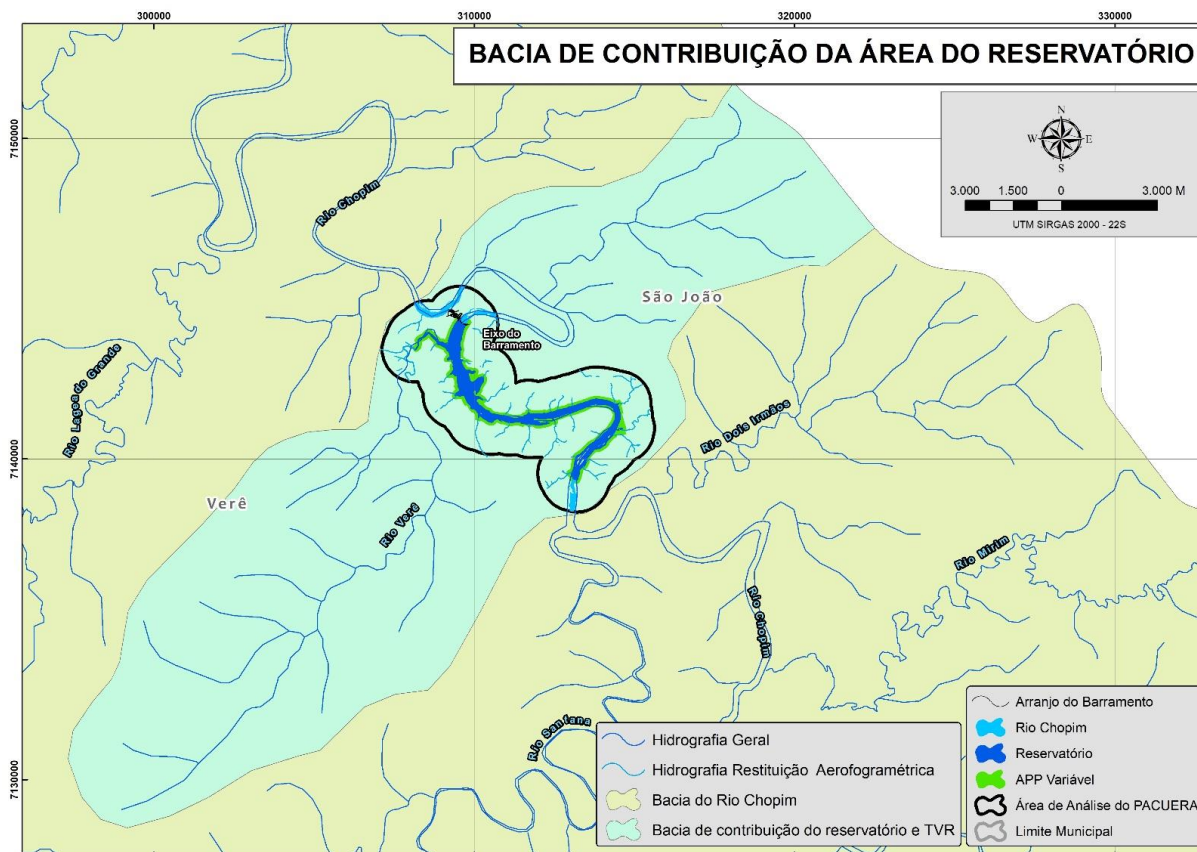 300000
310000
320000
330000
BACIA DE CONTRIBUIÇÃO DA ÁREA DO RESERVATÓRIO
N
W
E
S
3.000
1.500
0
3.000 M
UTM SIRGAS 2000 - 22S
7150000
7140000
7130000
Rio Chopim
São João
Eixo do
Barramento
Rio Lageado Grande
Rio Dois Irmãos
Verê
Rio Verê
Rio Mirim
Rio Chopim
Rio Santana
Hidrografia Geral
Hidrografia Restituição Aerofogramétrica
Bacia do Rio Chopim
Bacia de contribuição do reservatório e TVR
Arranjo do Barramento
Rio Chopim
Reservatório
APP Variável
Área de Análise do PACUERA
Limite Municipal